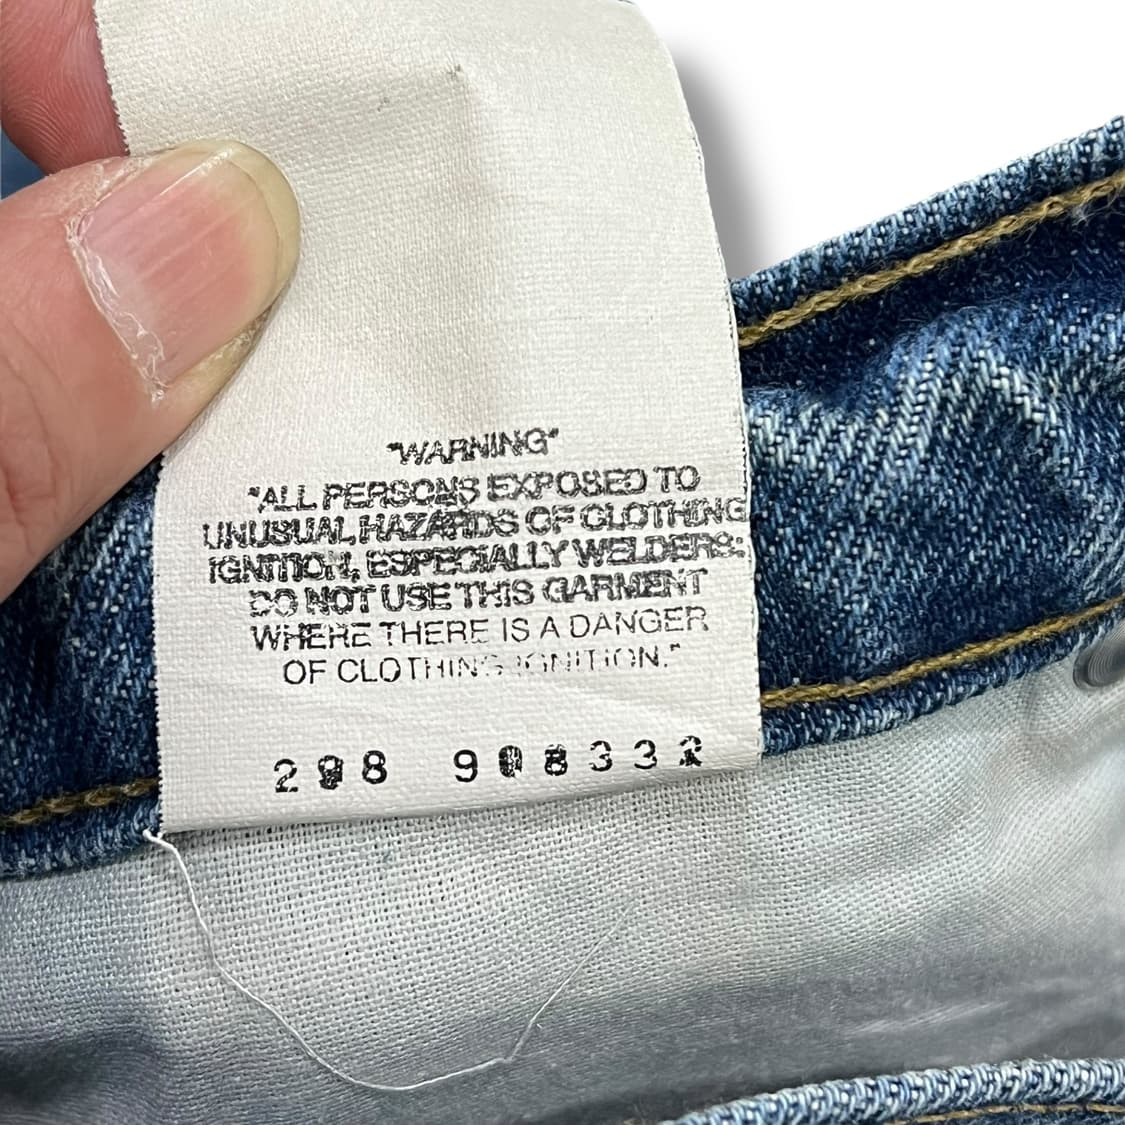 "WARNING"
"ALL PERSONS EXPOSED TO
UNUSUAL HAZARDS OF CLOTHING
IGNITION, ESPECIALLY WELDERS:
DO NOT USE THIS GARMENT
WHERE THERE IS A DANGER
OF CLOTHING IGNITION."